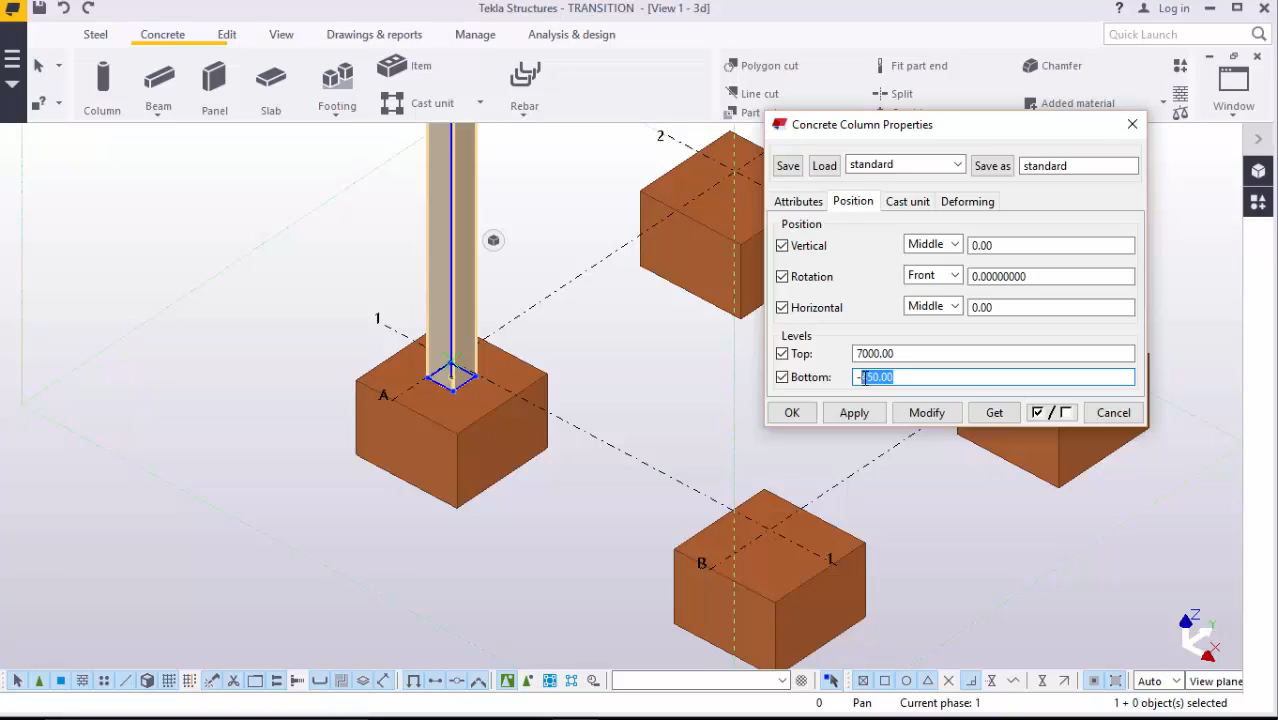 Tekla Structures - TRANSITION - [View 1 - 3d]
? Log in
Steel Concrete Edit View Drawings & reports Manage Analysis & design
Quick Launch
Column Beam Panel Slab Footing Item Cast unit Rebar
Polygon cut Fit part end Chamfer
Line cut Split Added material
Part
Window
Concrete Column Properties
Save Load standard Save as standard
Attributes Position Cast unit Deforming
Position
Vertical Middle 0.00
Rotation Front 0.00000000
Horizontal Middle 0.00
Levels
Top: 7000.00
Bottom:
OK Apply Modify Get / Cancel
2
1
A
B
1
Z
Y
X
Auto View plane
0 Pan Current phase: 1 1 + 0 object(s) selected